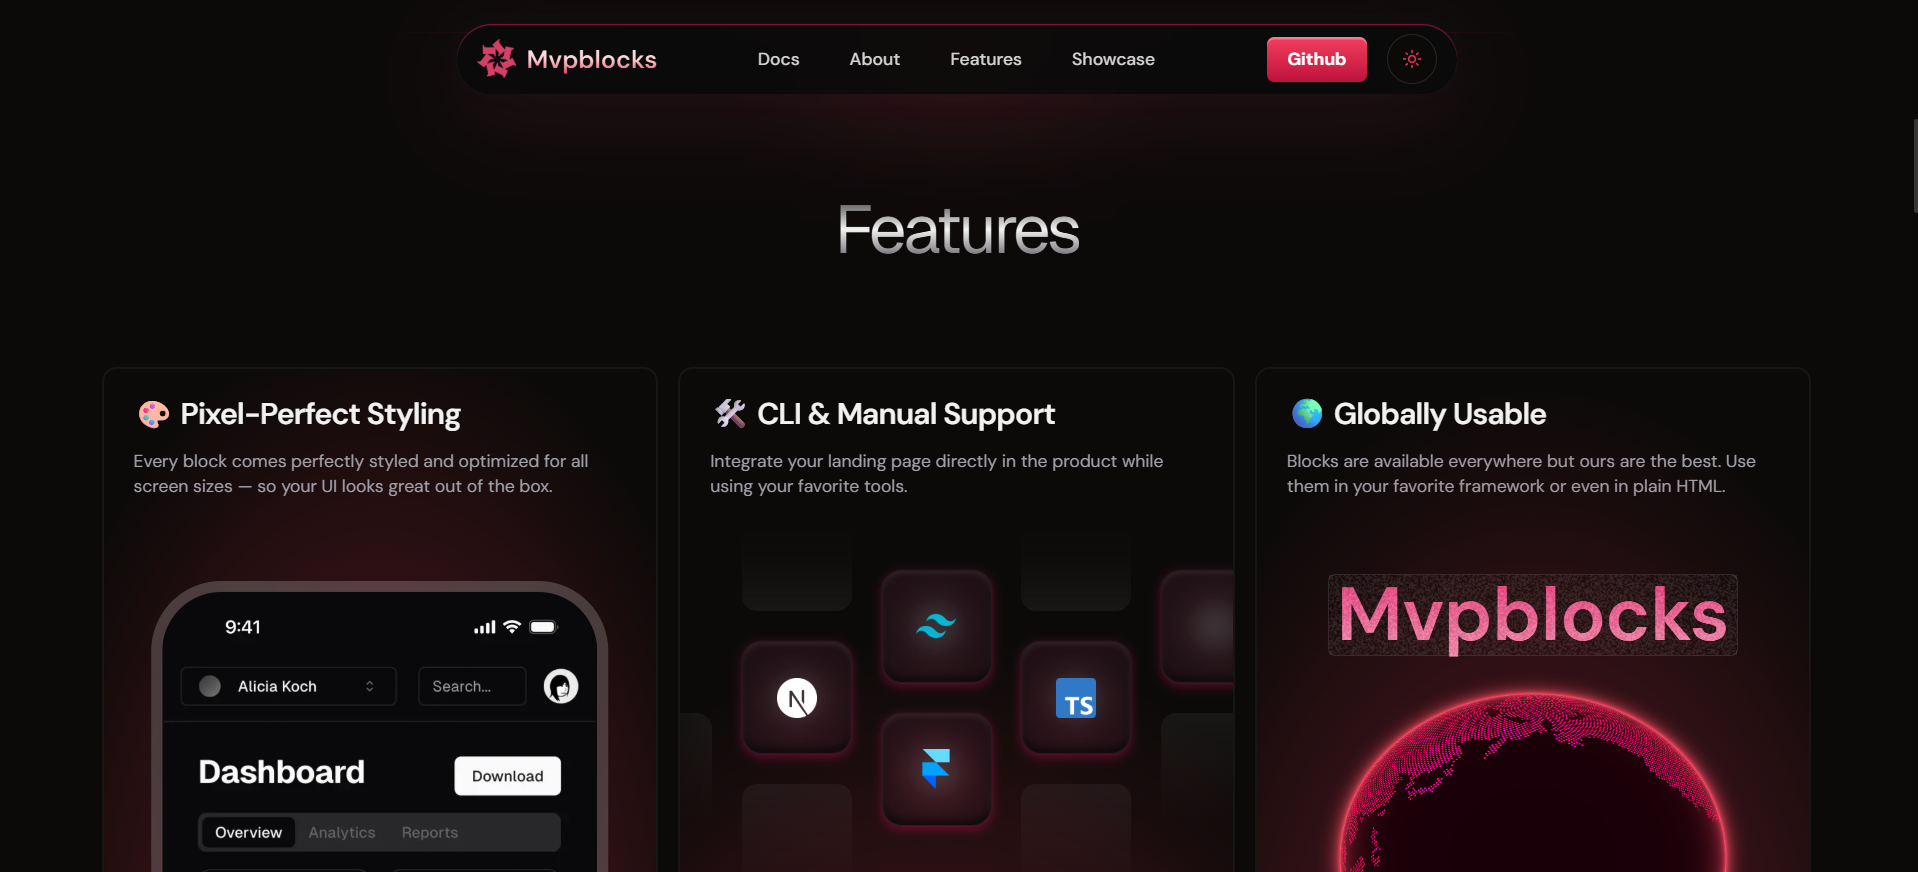 Mvpblocks
Docs
About
Features
Showcase
Github
Features
🎨 Pixel-Perfect Styling
Every block comes perfectly styled and optimized for all
screen sizes — so your UI looks great out of the box.
9:41
Alicia Koch
Search...
Dashboard
Download
Overview
Analytics
Reports
🛠️ CLI & Manual Support
Integrate your landing page directly in the product while
using your favorite tools.
N
TS
🌍 Globally Usable
Blocks are available everywhere but ours are the best. Use
them in your favorite framework or even in plain HTML.
Mvpblocks